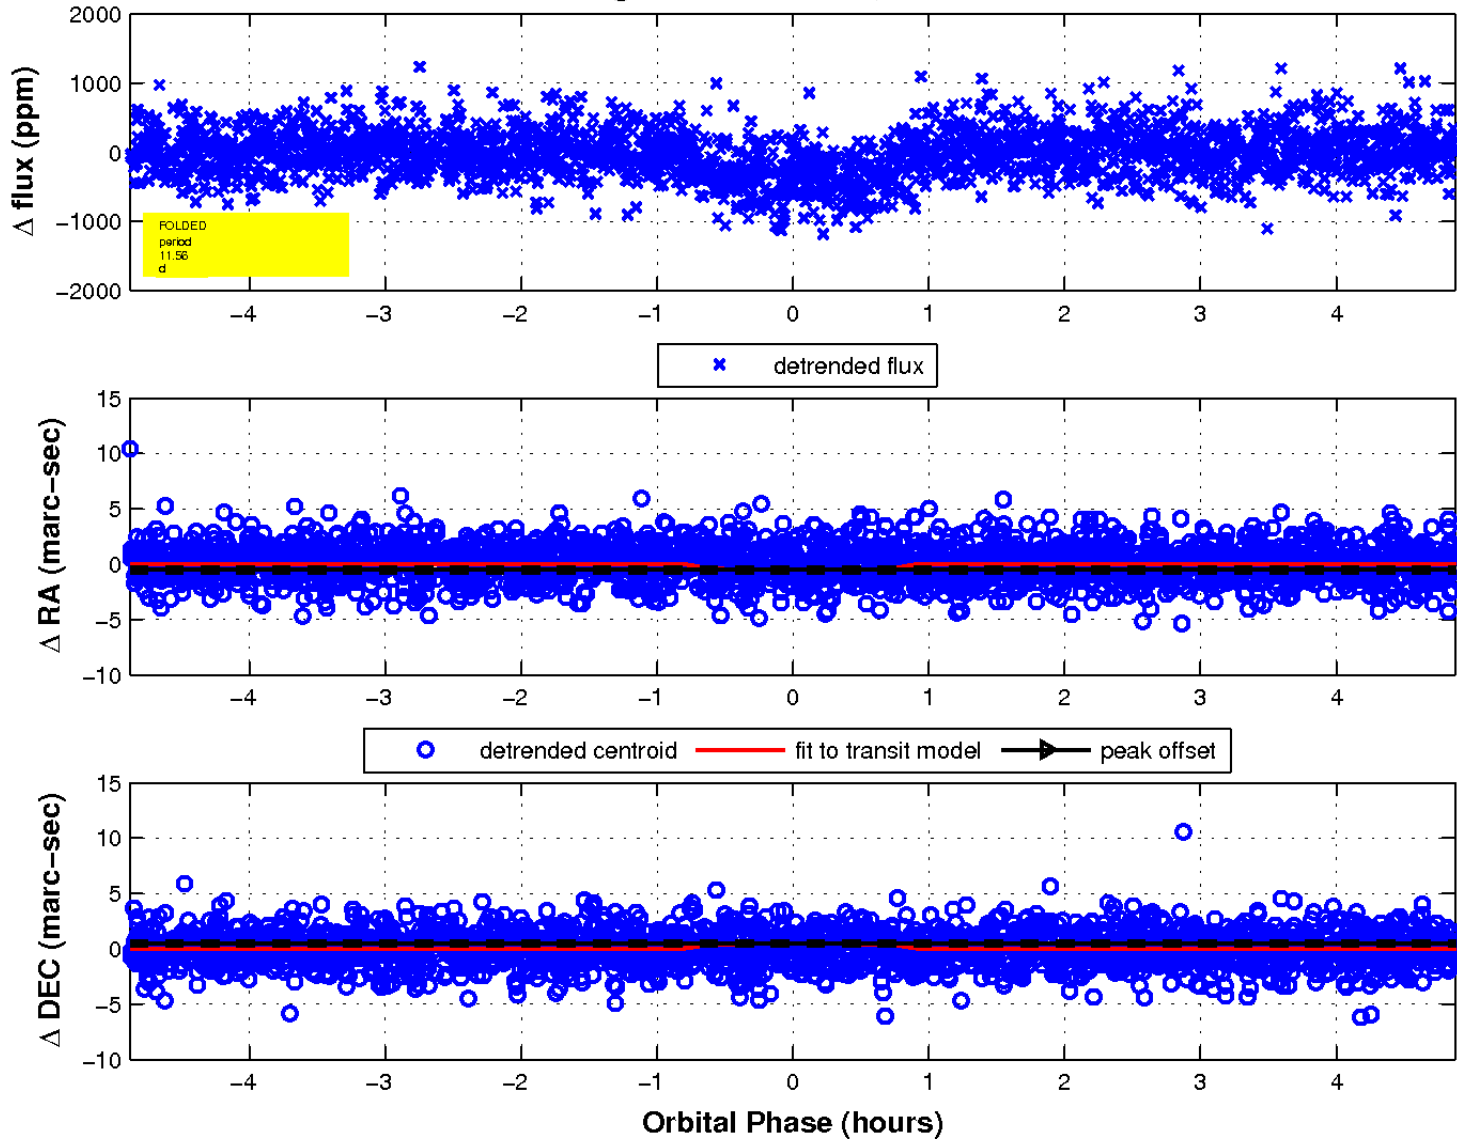 2000
1000
0
−1000
−2000
Δ flux (ppm)
FOLDED
period
11.56
d
−4 −3 −2 −1 0 1 2 3 4
detrended flux
15
10
5
0
−5
−10
Δ RA (marc−sec)
−4 −3 −2 −1 0 1 2 3 4
detrended centroid fit to transit model peak offset
15
10
5
0
−5
−10
Δ DEC (marc−sec)
−4 −3 −2 −1 0 1 2 3 4
Orbital Phase (hours)